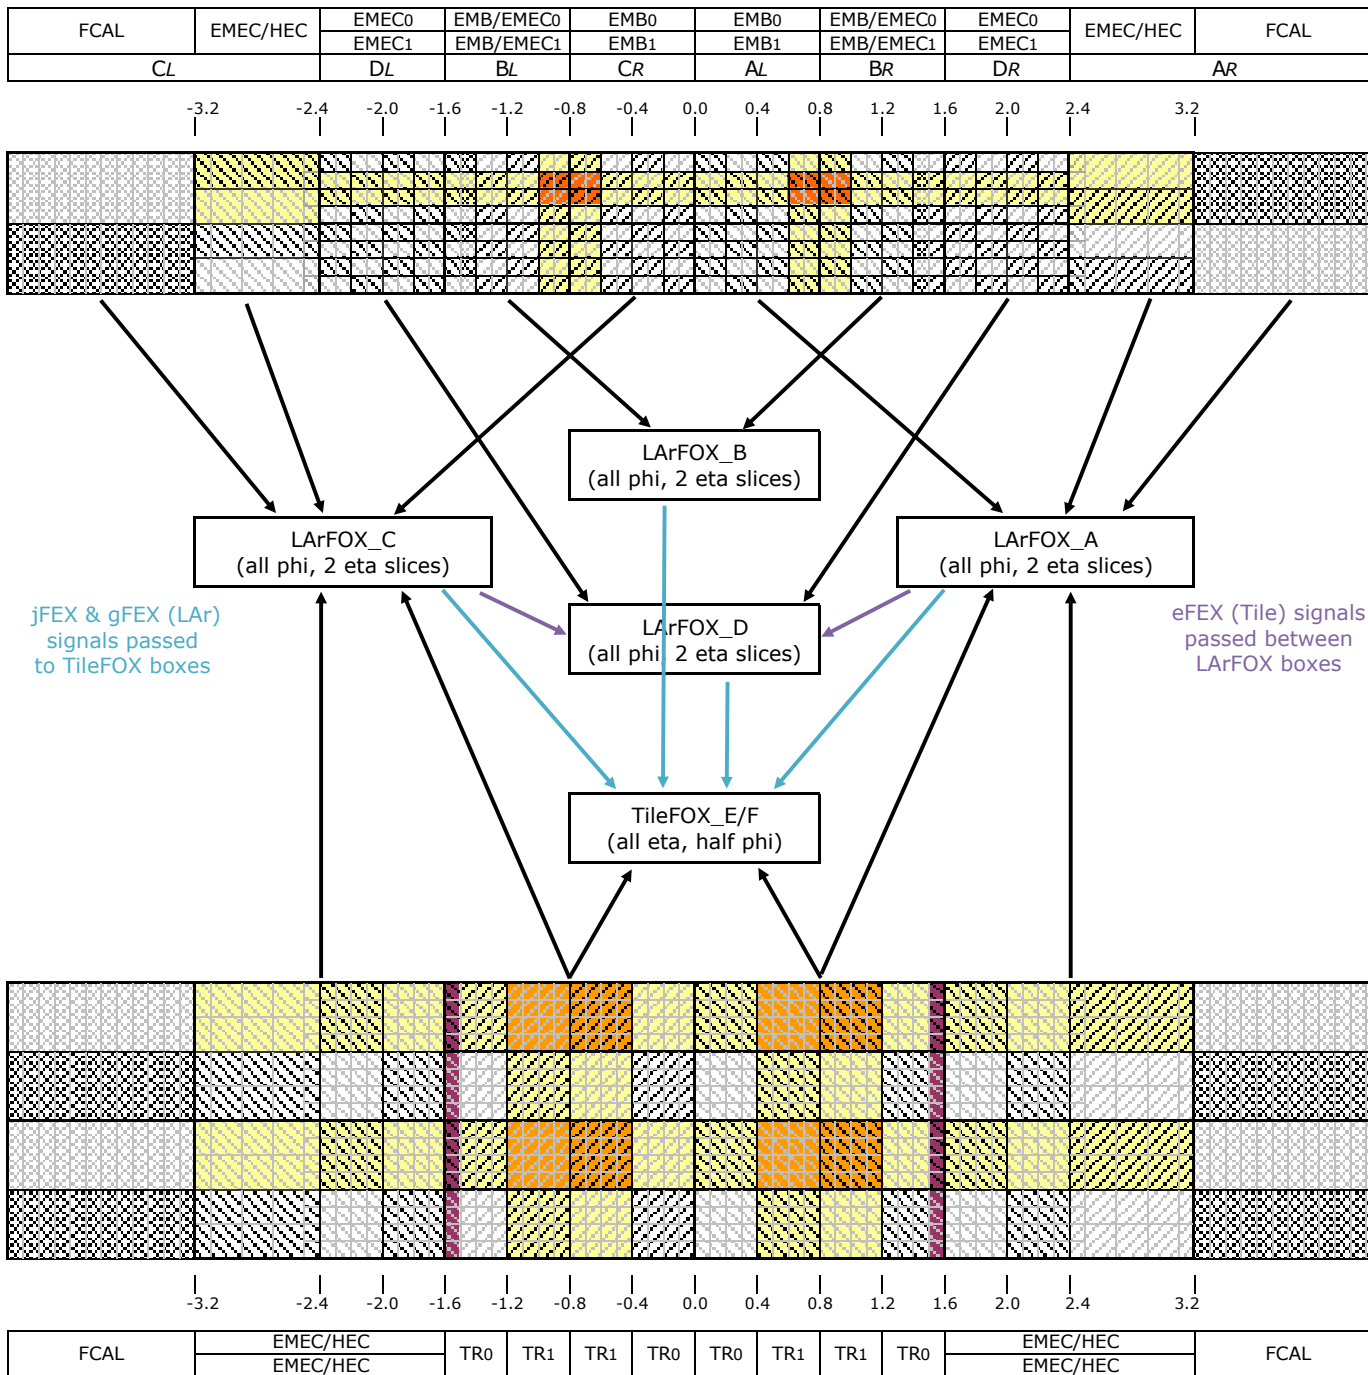 FCAL EMEC/HEC EMEC0 EMB/EMEC0 EMB0 EMB0 EMB/EMEC0 EMEC0 EMEC/HEC FCAL
EMEC1 EMB/EMEC1 EMB1 EMB1 EMB/EMEC1 EMEC1
CL DL BL CR AL BR DR AR
-3.2 -2.4 -2.0 -1.6 -1.2 -0.8 -0.4 0.0 0.4 0.8 1.2 1.6 2.0 2.4 3.2
LArFOX_B
(all phi, 2 eta slices)
LArFOX_C
(all phi, 2 eta slices)
LArFOX_A
(all phi, 2 eta slices)
jFEX & gFEX (LAr)
signals passed
to TileFOX boxes
LArFOX_D
(all phi, 2 eta slices)
eFEX (Tile) signals
passed between
LArFOX boxes
TileFOX_E/F
(all eta, half phi)
-3.2 -2.4 -2.0 -1.6 -1.2 -0.8 -0.4 0.0 0.4 0.8 1.2 1.6 2.0 2.4 3.2
FCAL EMEC/HEC TR0 TR1 TR1 TR0 TR0 TR1 TR1 TR0 EMEC/HEC FCAL
EMEC/HEC EMEC/HEC